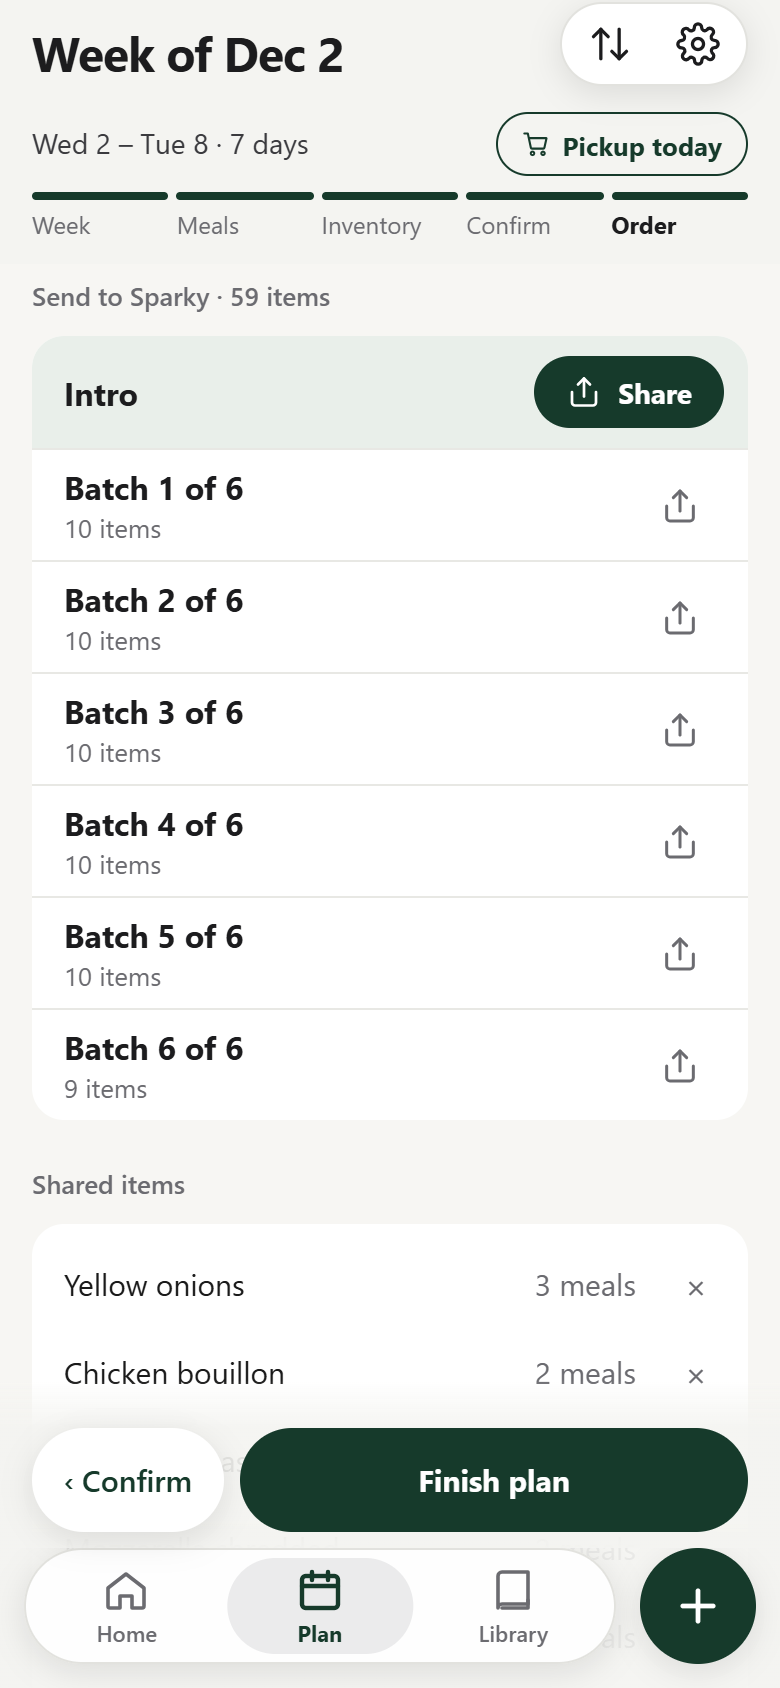 Week of Dec 2
Wed 2 – Tue 8 · 7 days
Pickup today
Week
Meals
Inventory
Confirm
Order
Send to Sparky · 59 items
Intro
Share
Batch 1 of 6
10 items
Batch 2 of 6
10 items
Batch 3 of 6
10 items
Batch 4 of 6
10 items
Batch 5 of 6
10 items
Batch 6 of 6
9 items
Shared items
Yellow onions
3 meals
×
Chicken bouillon
2 meals
×
‹ Confirm
Finish plan
Home
Plan
Library